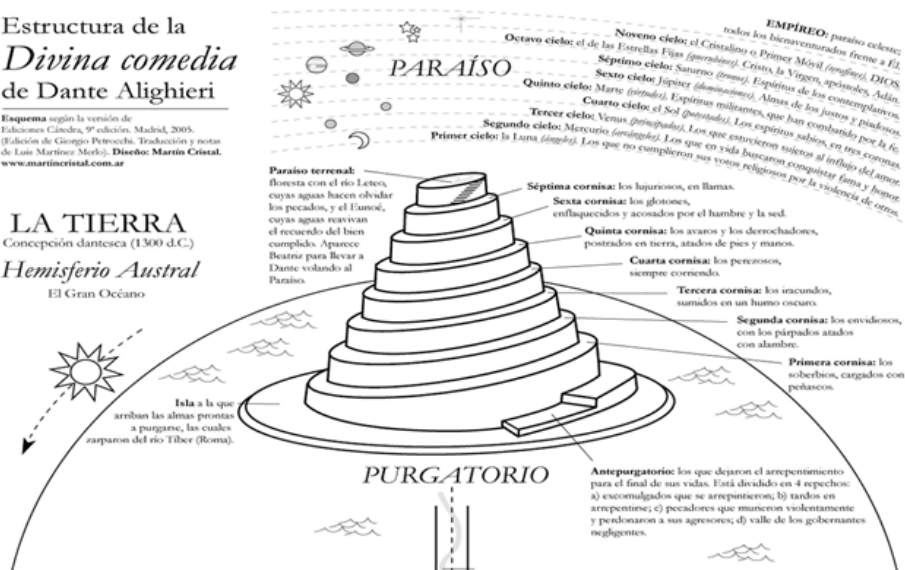 Estructura de la
Divina comedia
de Dante Alighieri
Esquema según la versión de
Ediciones Cátedra, 9ª edición. Madrid, 2005.
(Edición de Giorgio Petrocchi. Traducción y notas
de Luis Martínez Merlo). Diseño: Martín Cristal.
www.martincristal.com.ar
PARAÍSO
EMPÍREO: paraíso celeste;
todos los bienaventurados frente a Él.
Noveno cielo: el Cristalino o Primer Móvil (serafines). DIOS
Octavo cielo: el de las Estrellas Fijas (querubines). Cristo, la Virgen, apóstoles, Adán.
Séptimo cielo: Saturno (tronos). Espíritus de los contemplativos.
Sexto cielo: Júpiter (dominaciones). Almas de los justos y piadosos.
Quinto cielo: Marte (virtudes). Espíritus militantes, que han combatido por la fe.
Cuarto cielo: el Sol (potestades). Los espíritus sabios, en tres coronas.
Tercer cielo: Venus (principados). Los que estuvieron sujetos al influjo del amor.
Segundo cielo: Mercurio (arcángeles). Los que en vida buscaron conquistar fama y honor.
Primer cielo: la Luna (ángeles). Los que no cumplieron sus votos religiosos por la violencia de otros.
LA TIERRA
Concepción dantesca (1300 d.C.)
Hemisferio Austral
El Gran Océano
Paraíso terrenal:
floresta con el río Leteo,
cuyas aguas hacen olvidar
los pecados, y el Eunoé,
cuyas aguas reavivan
el recuerdo del bien
cumplido. Aparece
Beatriz para llevar a
Dante volando al
Paraíso.
Séptima cornisa: los lujuriosos, en llamas.
Sexta cornisa: los glotones,
enflaquecidos y acosados por el hambre y la sed.
Quinta cornisa: los avaros y los derrochadores,
postrados en tierra, atados de pies y manos.
Cuarta cornisa: los perezosos,
siempre corriendo.
Tercera cornisa: los iracundos,
sumidos en un humo oscuro.
Segunda cornisa: los envidiosos,
con los párpados atados
con alambre.
Primera cornisa: los
soberbios, cargados con
peñascos.
Isla a la que
arriban las almas prontas
a purgarse, las cuales
zarparon del río Tíber (Roma).
PURGATORIO
Antepurgatorio: los que dejaron el arrepentimiento
para el final de sus vidas. Está dividido en 4 repechos:
a) excomulgados que se arrepintieron; b) tardos en
arrepentirse; c) pecadores que murieron violentamente
y perdonaron a sus agresores; d) valle de los gobernantes
negligentes.